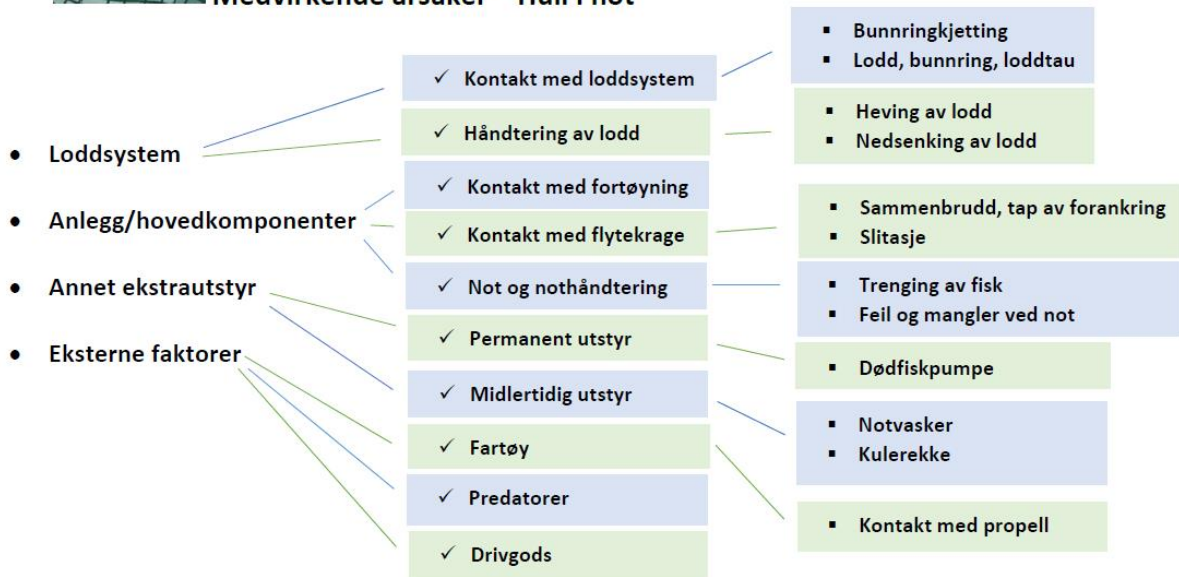 Medvirkende årsaker – Hull i not
• Loddsystem
• Anlegg/hovedkomponenter
• Annet ekstrautstyr
• Eksterne faktorer
✓ Kontakt med loddsystem
✓ Håndtering av lodd
✓ Kontakt med fortøyning
✓ Kontakt med flytekrage
✓ Not og nothåndtering
✓ Permanent utstyr
✓ Midlertidig utstyr
✓ Fartøy
✓ Predatorer
✓ Drivgods
▪ Bunnringkjetting
▪ Lodd, bunnring, loddtau
▪ Heving av lodd
▪ Nedsenking av lodd
▪ Sammenbrudd, tap av forankring
▪ Slitasje
▪ Trenging av fisk
▪ Feil og mangler ved not
▪ Dødfiskpumpe
▪ Notvasker
▪ Kulerekke
▪ Kontakt med propell